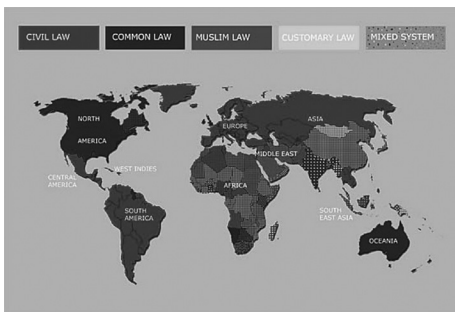 CIVIL LAW
COMMON LAW
MUSLIM LAW
CUSTOMARY LAW
MIXED SYSTEM
NORTH
AMERICA
EUROPE
ASIA
MIDDLE EAST
WEST INDIES
CENTRAL
AMERICA
AFRICA
SOUTH
AMERICA
SOUTH
EAST ASIA
OCEANIA